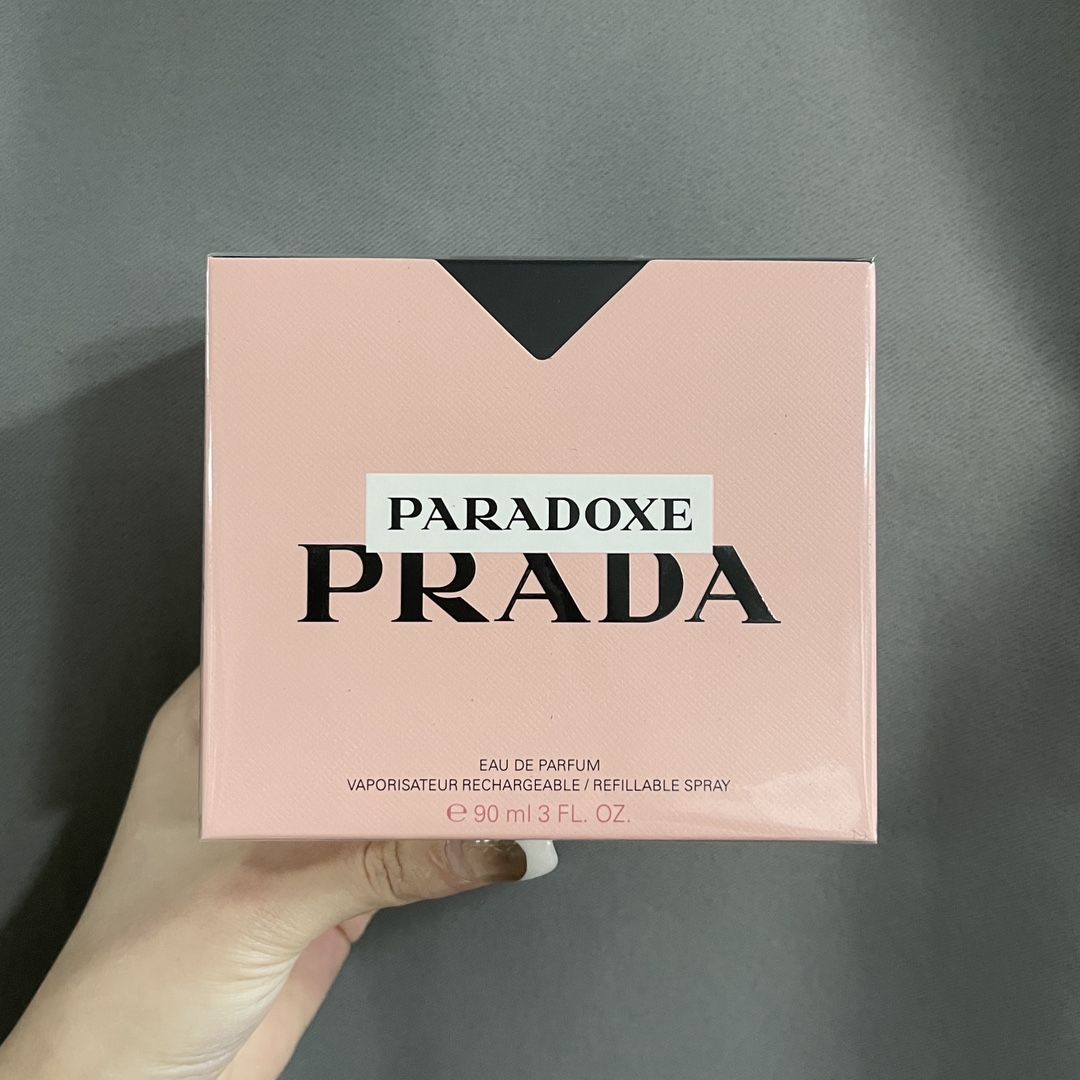 PARADOXE
PRADA
EAU DE PARFUM
VAPORISATEUR RECHARGEABLE / REFILLABLE SPRAY
℮ 90 ml 3 FL. OZ.